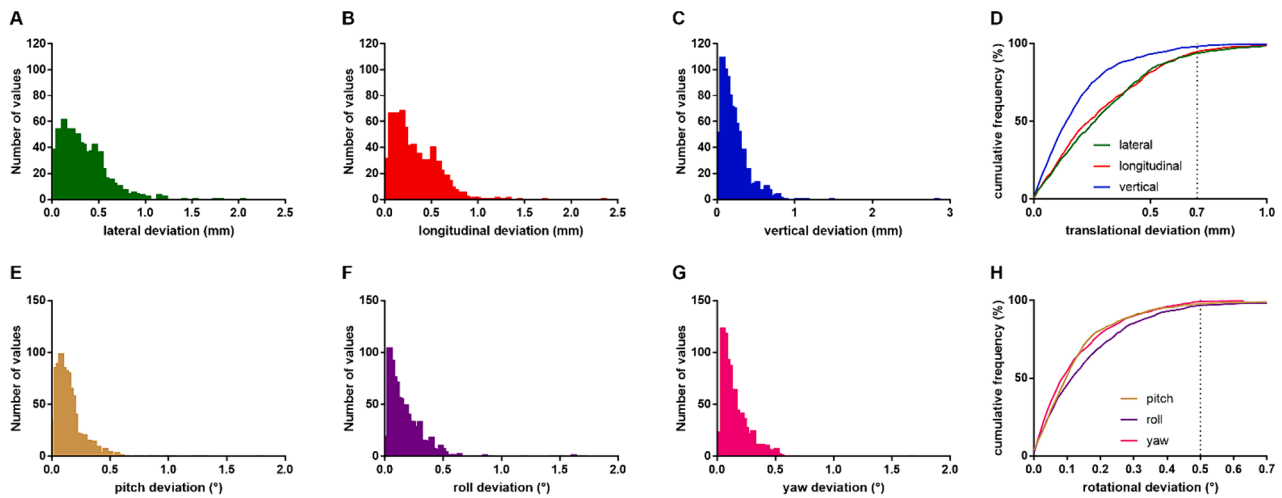 A
Number of values
120
100
80
60
40
20
0
0.0 0.5 1.0 1.5 2.0 2.5
lateral deviation (mm)
B
Number of values
120
100
80
60
40
20
0
0.0 0.5 1.0 1.5 2.0 2.5
longitudinal deviation (mm)
C
Number of values
120
100
80
60
40
20
0
0 1 2 3
vertical deviation (mm)
D
cumulative frequency (%)
100
50
0
lateral
longitudinal
vertical
0.0 0.5 0.7 1.0
translational deviation (mm)
E
Number of values
150
100
50
0
0.0 0.5 1.0 1.5 2.0
pitch deviation (°)
F
Number of values
150
100
50
0
0.0 0.5 1.0 1.5 2.0
roll deviation (°)
G
Number of values
150
100
50
0
0.0 0.5 1.0 1.5 2.0
yaw deviation (°)
H
cumulative frequency (%)
100
50
0
pitch
roll
yaw
0.0 0.1 0.2 0.3 0.4 0.5 0.6 0.7
rotational deviation (°)